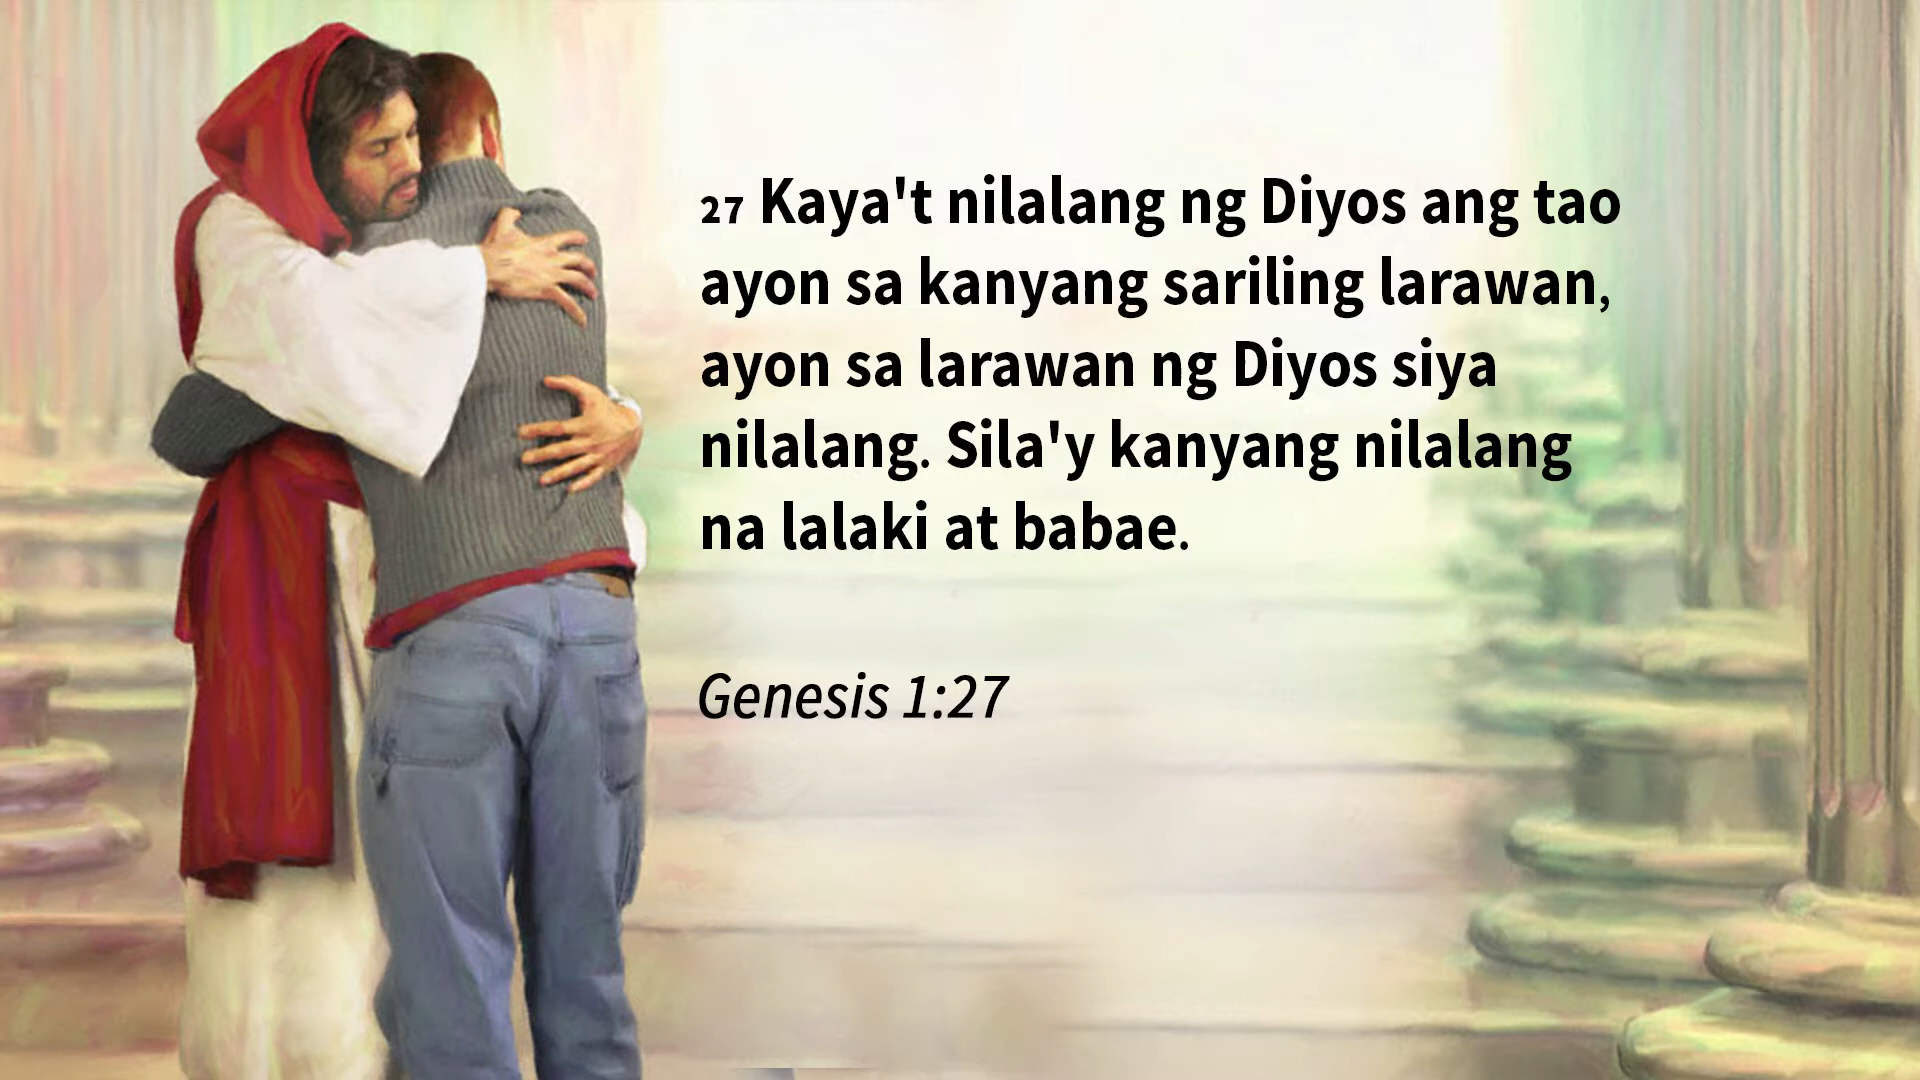 27 Kaya't nilalang ng Diyos ang tao
ayon sa kanyang sariling larawan,
ayon sa larawan ng Diyos siya
nilalang. Sila'y kanyang nilalang
na lalaki at babae.
Genesis 1:27